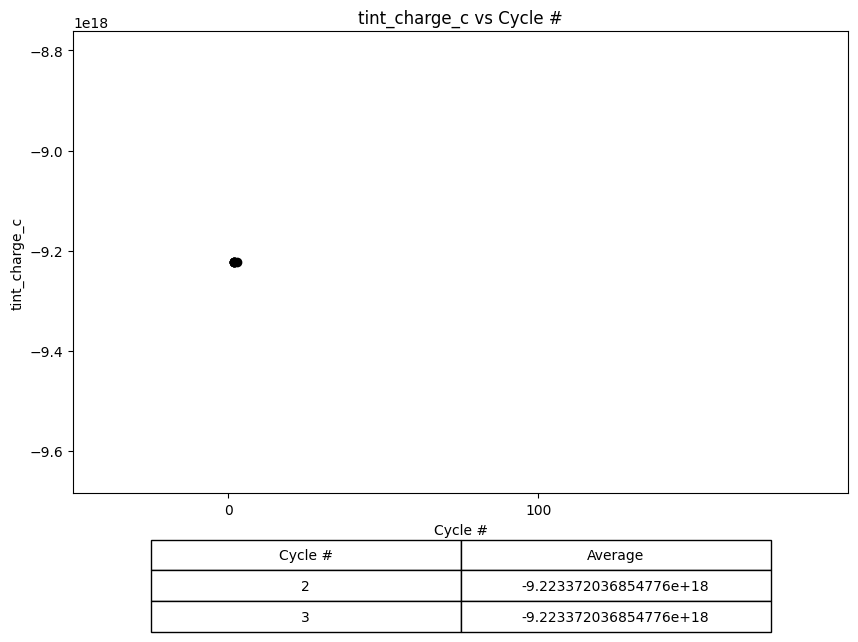 tint_charge_c vs Cycle #
1e18
−8.8
−9.0
−9.2
−9.4
−9.6
tint_charge_c
0 100
Cycle #
Cycle # Average
2 -9.223372036854776e+18
3 -9.223372036854776e+18